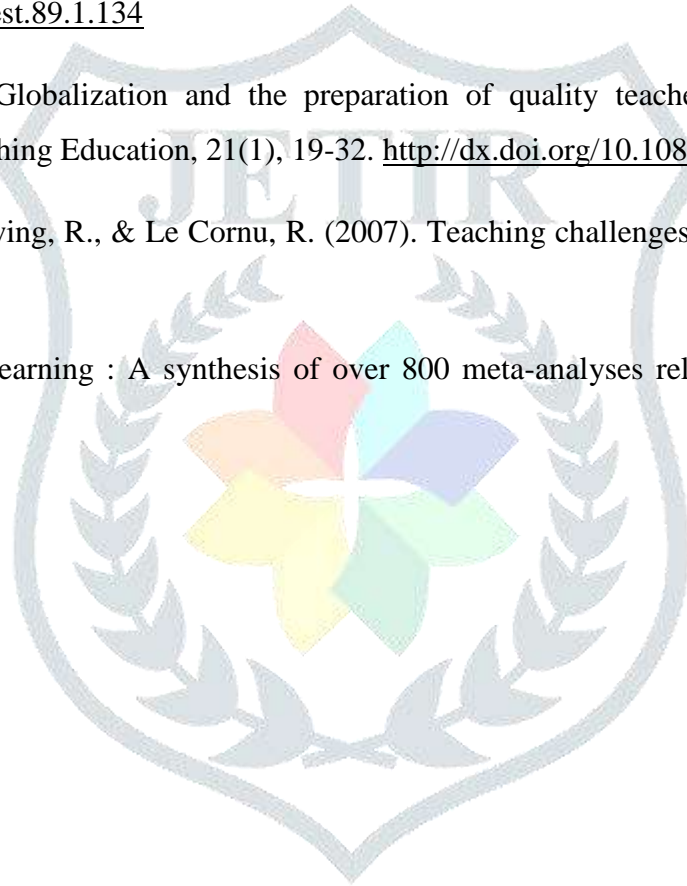 est.89.1.134
Globalization and the preparation of quality teache
hing Education, 21(1), 19-32. http://dx.doi.org/10.108
ving, R., & Le Cornu, R. (2007). Teaching challenges
JETIR
earning : A synthesis of over 800 meta-analyses rel